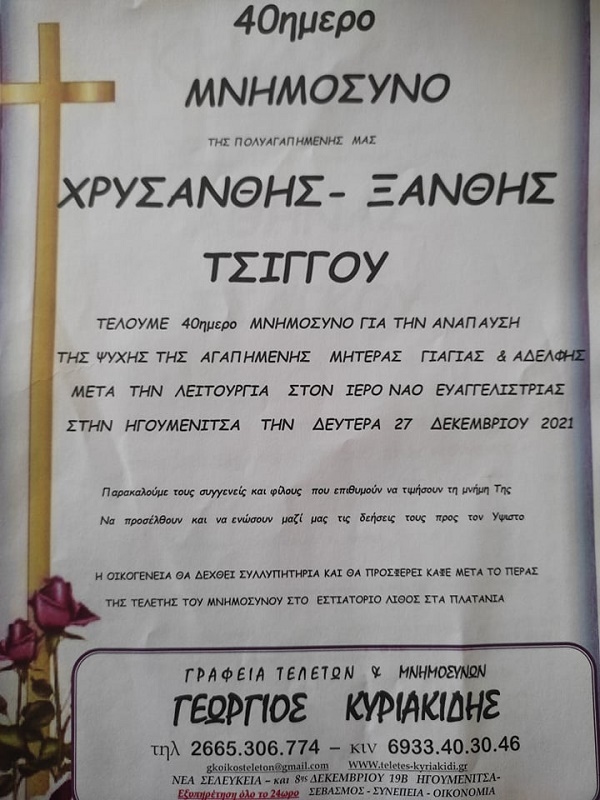 40ημερο
ΜΝΗΜΟΣΥΝΟ
ΤΗΣ ΠΟΛΥΑΓΑΠΗΜΕΝΗΣ ΜΑΣ
ΧΡΥΣΑΝΘΗΣ- ΞΑΝΘΗΣ
ΤΣΙΓΓΟΥ
ΤΕΛΟΥΜΕ 40ημερο ΜΝΗΜΟΣΥΝΟ ΓΙΑ ΤΗΝ ΑΝΑΠΑΥΣΗ
ΤΗΣ ΨΥΧΗΣ ΤΗΣ ΑΓΑΠΗΜΕΝΗΣ ΜΗΤΕΡΑΣ ΓΙΑΓΙΑΣ & ΑΔΕΛΦΗΣ
ΜΕΤΑ ΤΗΝ ΛΕΙΤΟΥΡΓΙΑ ΣΤΟΝ ΙΕΡΟ ΝΑΟ ΕΥΑΓΓΕΛΙΣΤΡΙΑΣ
ΣΤΗΝ ΗΓΟΥΜΕΝΙΤΣΑ ΤΗΝ ΔΕΥΤΕΡΑ 27 ΔΕΚΕΜΒΡΙΟΥ 2021
Παρακαλούμε τους συγγενείς και φίλους που επιθυμούν να τιμήσουν τη μνήμη Της
Να προσέλθουν και να ενώσουν μαζί μας τις δεήσεις τους προς τον Υψιστο
Η ΟΙΚΟΓΕΝΕΙΑ ΘΑ ΔΕΧΘΕΙ ΣΥΛΛΥΠΗΤΗΡΙΑ ΚΑΙ ΘΑ ΠΡΟΣΦΕΡΕΙ ΚΑΦΕ ΜΕΤΑ ΤΟ ΠΕΡΑΣ
ΤΗΣ ΤΕΛΕΤΗΣ ΤΟΥ ΜΝΗΜΟΣΥΝΟΥ ΣΤΟ ΕΣΤΙΑΤΟΡΙΟ ΛΙΘΟΣ ΣΤΑ ΠΛΑΤΑΝΙΑ
ΓΡΑΦΕΙΑ ΤΕΛΕΤΩΝ & ΜΝΗΜΟΣΥΝΩΝ
ΓΕΩΡΓΙΟΣ ΚΥΡΙΑΚΙΔΗΣ
τηλ 2665.306.774 – κιν 6933.40.30.46
gkoikosteleton@gmail.com WWW.teletes-kyriakidi.gr
ΝΕΑ ΣΕΛΕΥΚΕΙΑ – και 8ης ΔΕΚΕΜΒΡΙΟΥ 19Β ΗΓΟΥΜΕΝΙΤΣΑ-
Εξυπηρέτηση όλο το 24ωρο ΣΕΒΑΣΜΟΣ - ΣΥΝΕΠΕΙΑ - ΟΙΚΟΝΟΜΙΑ